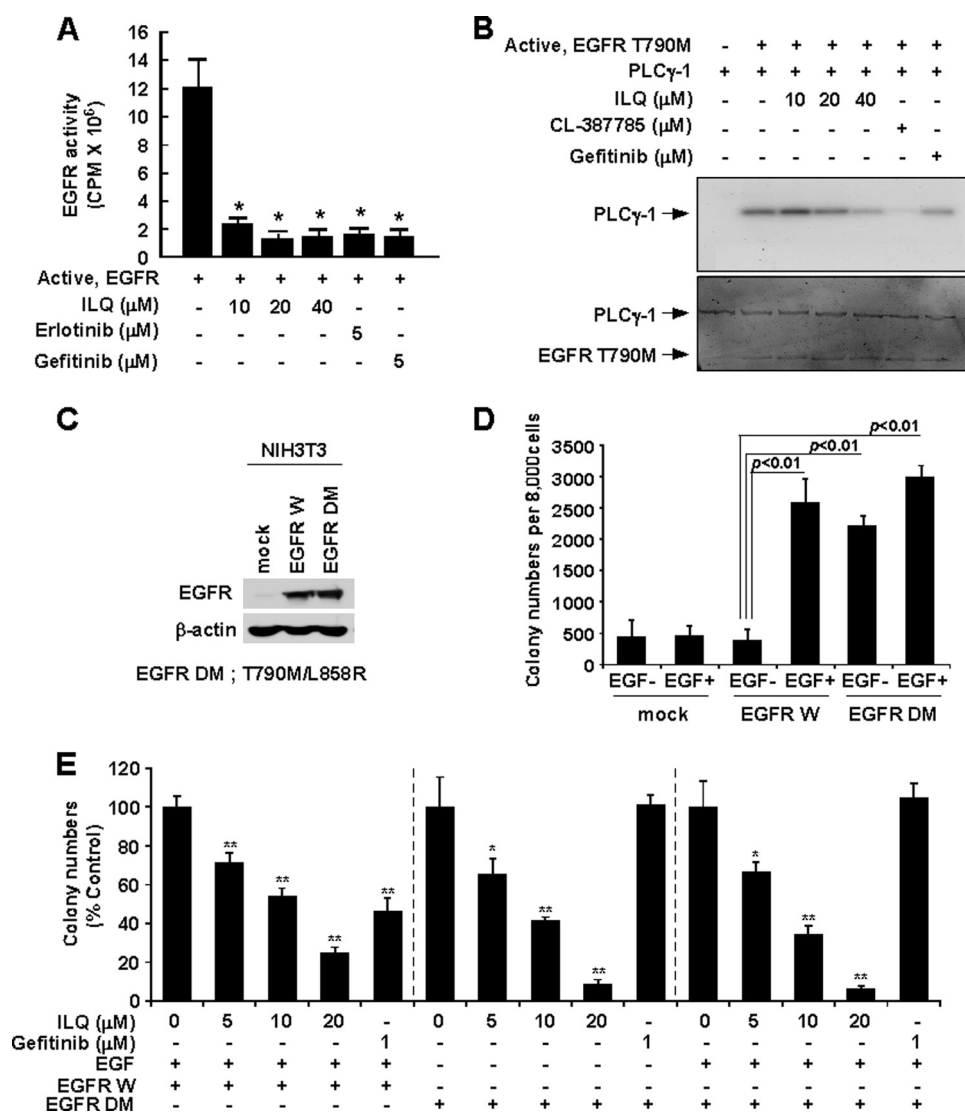 A
EGFR activity
(CPM X 10⁶)
16
14
12
10
8
6
4
2
0
* * * * *
Active, EGFR + + + + + +
ILQ (μM) - 10 20 40 - -
Erlotinib (μM) - - - - 5 -
Gefitinib (μM) - - - - - 5
B
Active, EGFR T790M - + + + + + +
PLCγ-1 + + + + + + +
ILQ (μM) - - 10 20 40 - -
CL-387785 (μM) - - - - - + -
Gefitinib (μM) - - - - - - +
PLCγ-1
PLCγ-1
EGFR T790M
C
NIH3T3
mock
EGFR W
EGFR DM
EGFR
β-actin
EGFR DM ; T790M/L858R
D
Colony numbers per 8,000cells
3500
3000
2500
2000
1500
1000
500
0
p<0.01
p<0.01
p<0.01
EGF- EGF+ EGF- EGF+ EGF- EGF+
mock EGFR W EGFR DM
E
Colony numbers
(% Control)
120
100
80
60
40
20
0
** ** ** ** * ** ** * ** **
ILQ (μM) 0 5 10 20 - 0 5 10 20 - 0 5 10 20 -
Gefitinib (μM) - - - - 1 - - - - 1 - - - - 1
EGF + + + + + - - - - - + + + + +
EGFR W + + + + + - - - - - - - - - -
EGFR DM - - - - - + + + + + + + + + +